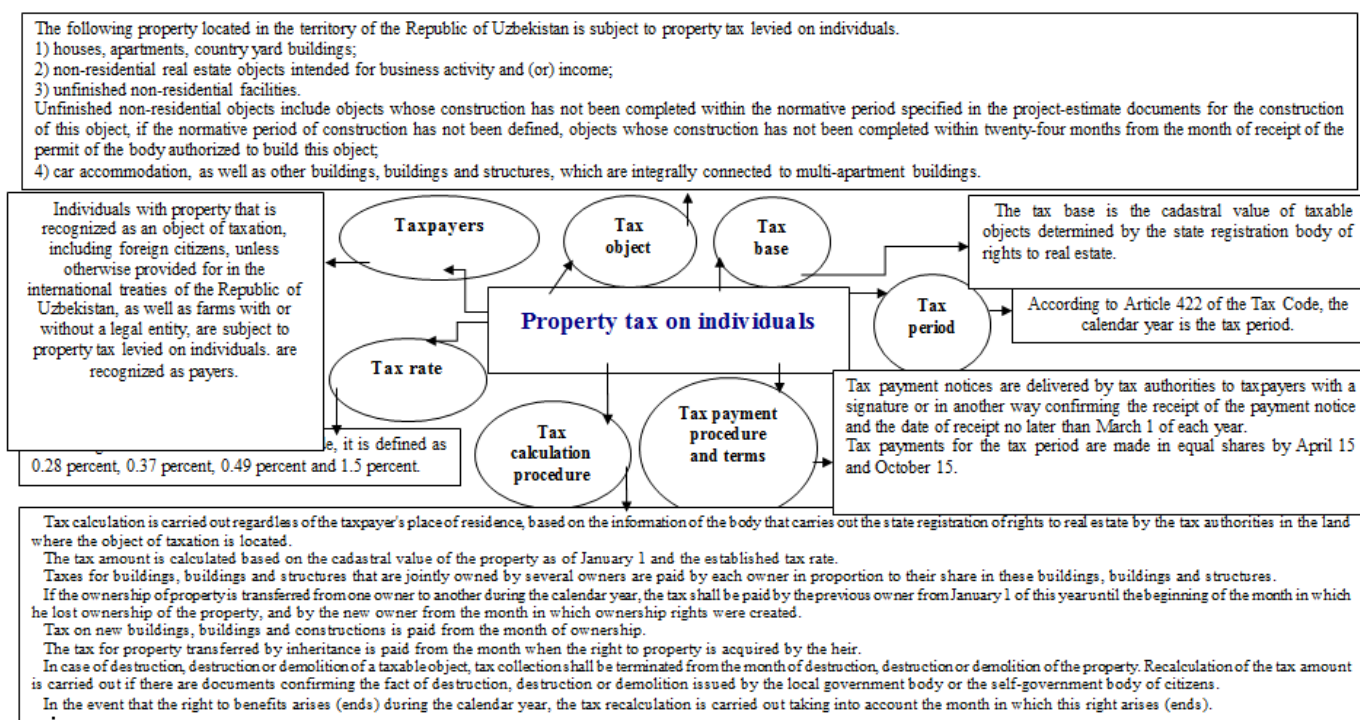 The following property located in the territory of the Republic of Uzbekistan is subject to property tax levied on individuals.
1) houses, apartments, country yard buildings;
2) non-residential real estate objects intended for business activity and (or) income;
3) unfinished non-residential facilities.
Unfinished non-residential objects include objects whose construction has not been completed within the normative period specified in the project-estimate documents for the construction
of this object, if the normative period of construction has not been defined, objects whose construction has not been completed within twenty-four months from the month of receipt of the
permit of the body authorized to build this object;
4) car accommodation, as well as other buildings, buildings and structures, which are integrally connected to multi-apartment buildings.
Individuals with property that is
recognized as an object of taxation,
including foreign citizens, unless
otherwise provided for in the
international treaties of the Republic of
Uzbekistan, as well as farms with or
without a legal entity, are subject to
property tax levied on individuals. are
recognized as payers.
Taxpayers
Tax
object
Tax
base
The tax base is the cadastral value of taxable
objects determined by the state registration body of
rights to real estate.
Tax
period
According to Article 422 of the Tax Code, the
calendar year is the tax period.
Property tax on individuals
Tax rate
e, it is defined as
0.28 percent, 0.37 percent, 0.49 percent and 1.5 percent.
Tax
calculation
procedure
Tax payment
procedure
and terms
Tax payment notices are delivered by tax authorities to taxpayers with a
signature or in another way confirming the receipt of the payment notice
and the date of receipt no later than March 1 of each year.
Tax payments for the tax period are made in equal shares by April 15
and October 15.
Tax calculation is carried out regardless of the taxpayer's place of residence, based on the information of the body that carries out the state registration of rights to real estate by the tax authorities in the land
where the object of taxation is located.
The tax amount is calculated based on the cadastral value of the property as of January 1 and the established tax rate.
Taxes for buildings, buildings and structures that are jointly owned by several owners are paid by each owner in proportion to their share in these buildings, buildings and structures.
If the ownership of property is transferred from one owner to another during the calendar year, the tax shall be paid by the previous owner from January 1 of this year until the beginning of the month in which
he lost ownership of the property, and by the new owner from the month in which ownership rights were created.
Tax on new buildings, buildings and constructions is paid from the month of ownership.
The tax for property transferred by inheritance is paid from the month when the right to property is acquired by the heir.
In case of destruction, destruction or demolition of a taxable object, tax collection shall be terminated from the month of destruction, destruction or demolition of the property. Recalculation of the tax amount
is carried out if there are documents confirming the fact of destruction, destruction or demolition issued by the local government body or the self-government body of citizens.
In the event that the right to benefits arises (ends) during the calendar year, the tax recalculation is carried out taking into account the month in which this right arises (ends).